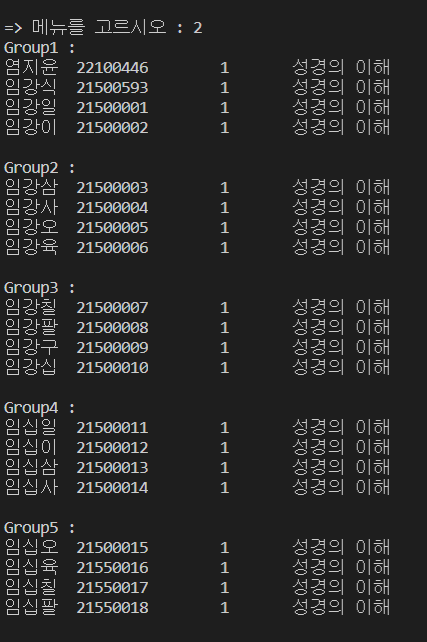 => 메뉴를 고르시오 : 2
Group1 :
염지윤 22100446 1 성경의 이해
임강식 21500593 1 성경의 이해
임강일 21500001 1 성경의 이해
임강이 21500002 1 성경의 이해
Group2 :
임강삼 21500003 1 성경의 이해
임강사 21500004 1 성경의 이해
임강오 21500005 1 성경의 이해
임강육 21500006 1 성경의 이해
Group3 :
임강칠 21500007 1 성경의 이해
임강팔 21500008 1 성경의 이해
임강구 21500009 1 성경의 이해
임강십 21500010 1 성경의 이해
Group4 :
임십일 21500011 1 성경의 이해
임십이 21500012 1 성경의 이해
임십삼 21500013 1 성경의 이해
임십사 21500014 1 성경의 이해
Group5 :
임십오 21500015 1 성경의 이해
임십육 21550016 1 성경의 이해
임십칠 21550017 1 성경의 이해
임십팔 21550018 1 성경의 이해